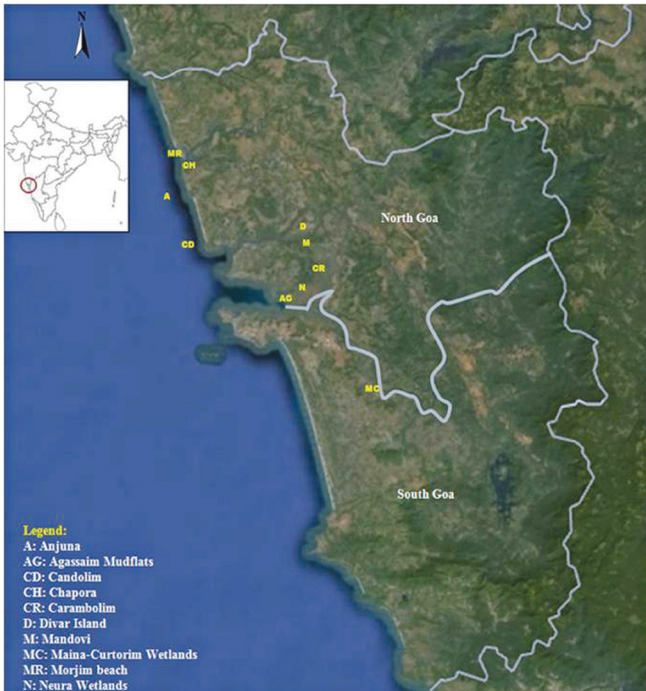 N
MR
CH
A
D
North Goa
CD
M
CR
N
AG
MC
South Goa
Legend:
A: Anjuna
AG: Agassaim Mudflats
CD: Candolim
CH: Chapora
CR: Carambolim
D: Divar Island
M: Mandovi
MC: Maina-Curtorim Wetlands
MR: Morjim beach
N: Neura Wetlands